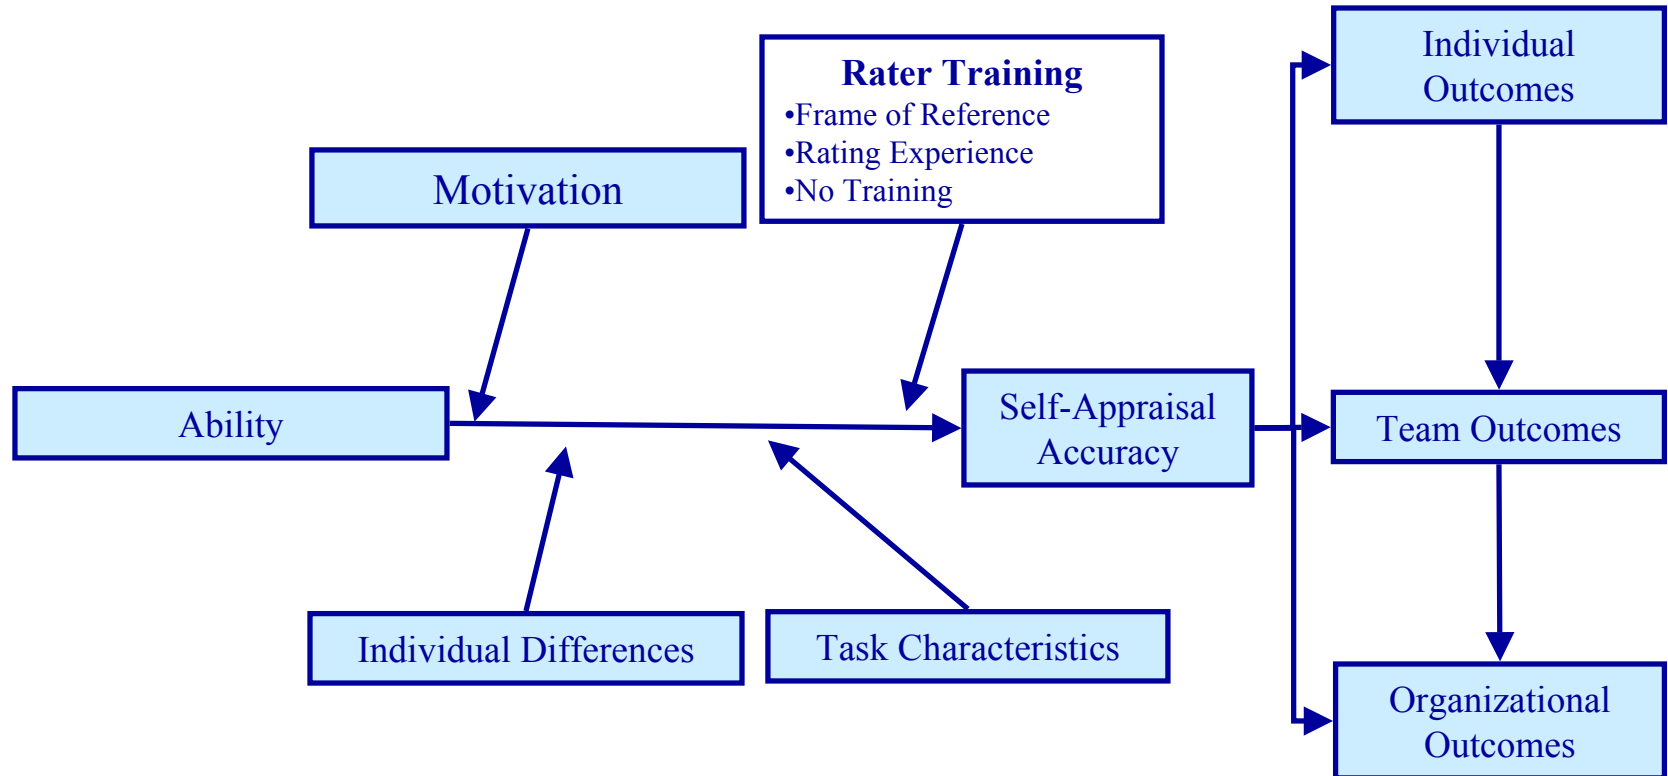 Individual
Outcomes
Rater Training
•Frame of Reference
•Rating Experience
•No Training
Motivation
Ability
Self-Appraisal
Accuracy
Team Outcomes
Individual Differences
Task Characteristics
Organizational
Outcomes